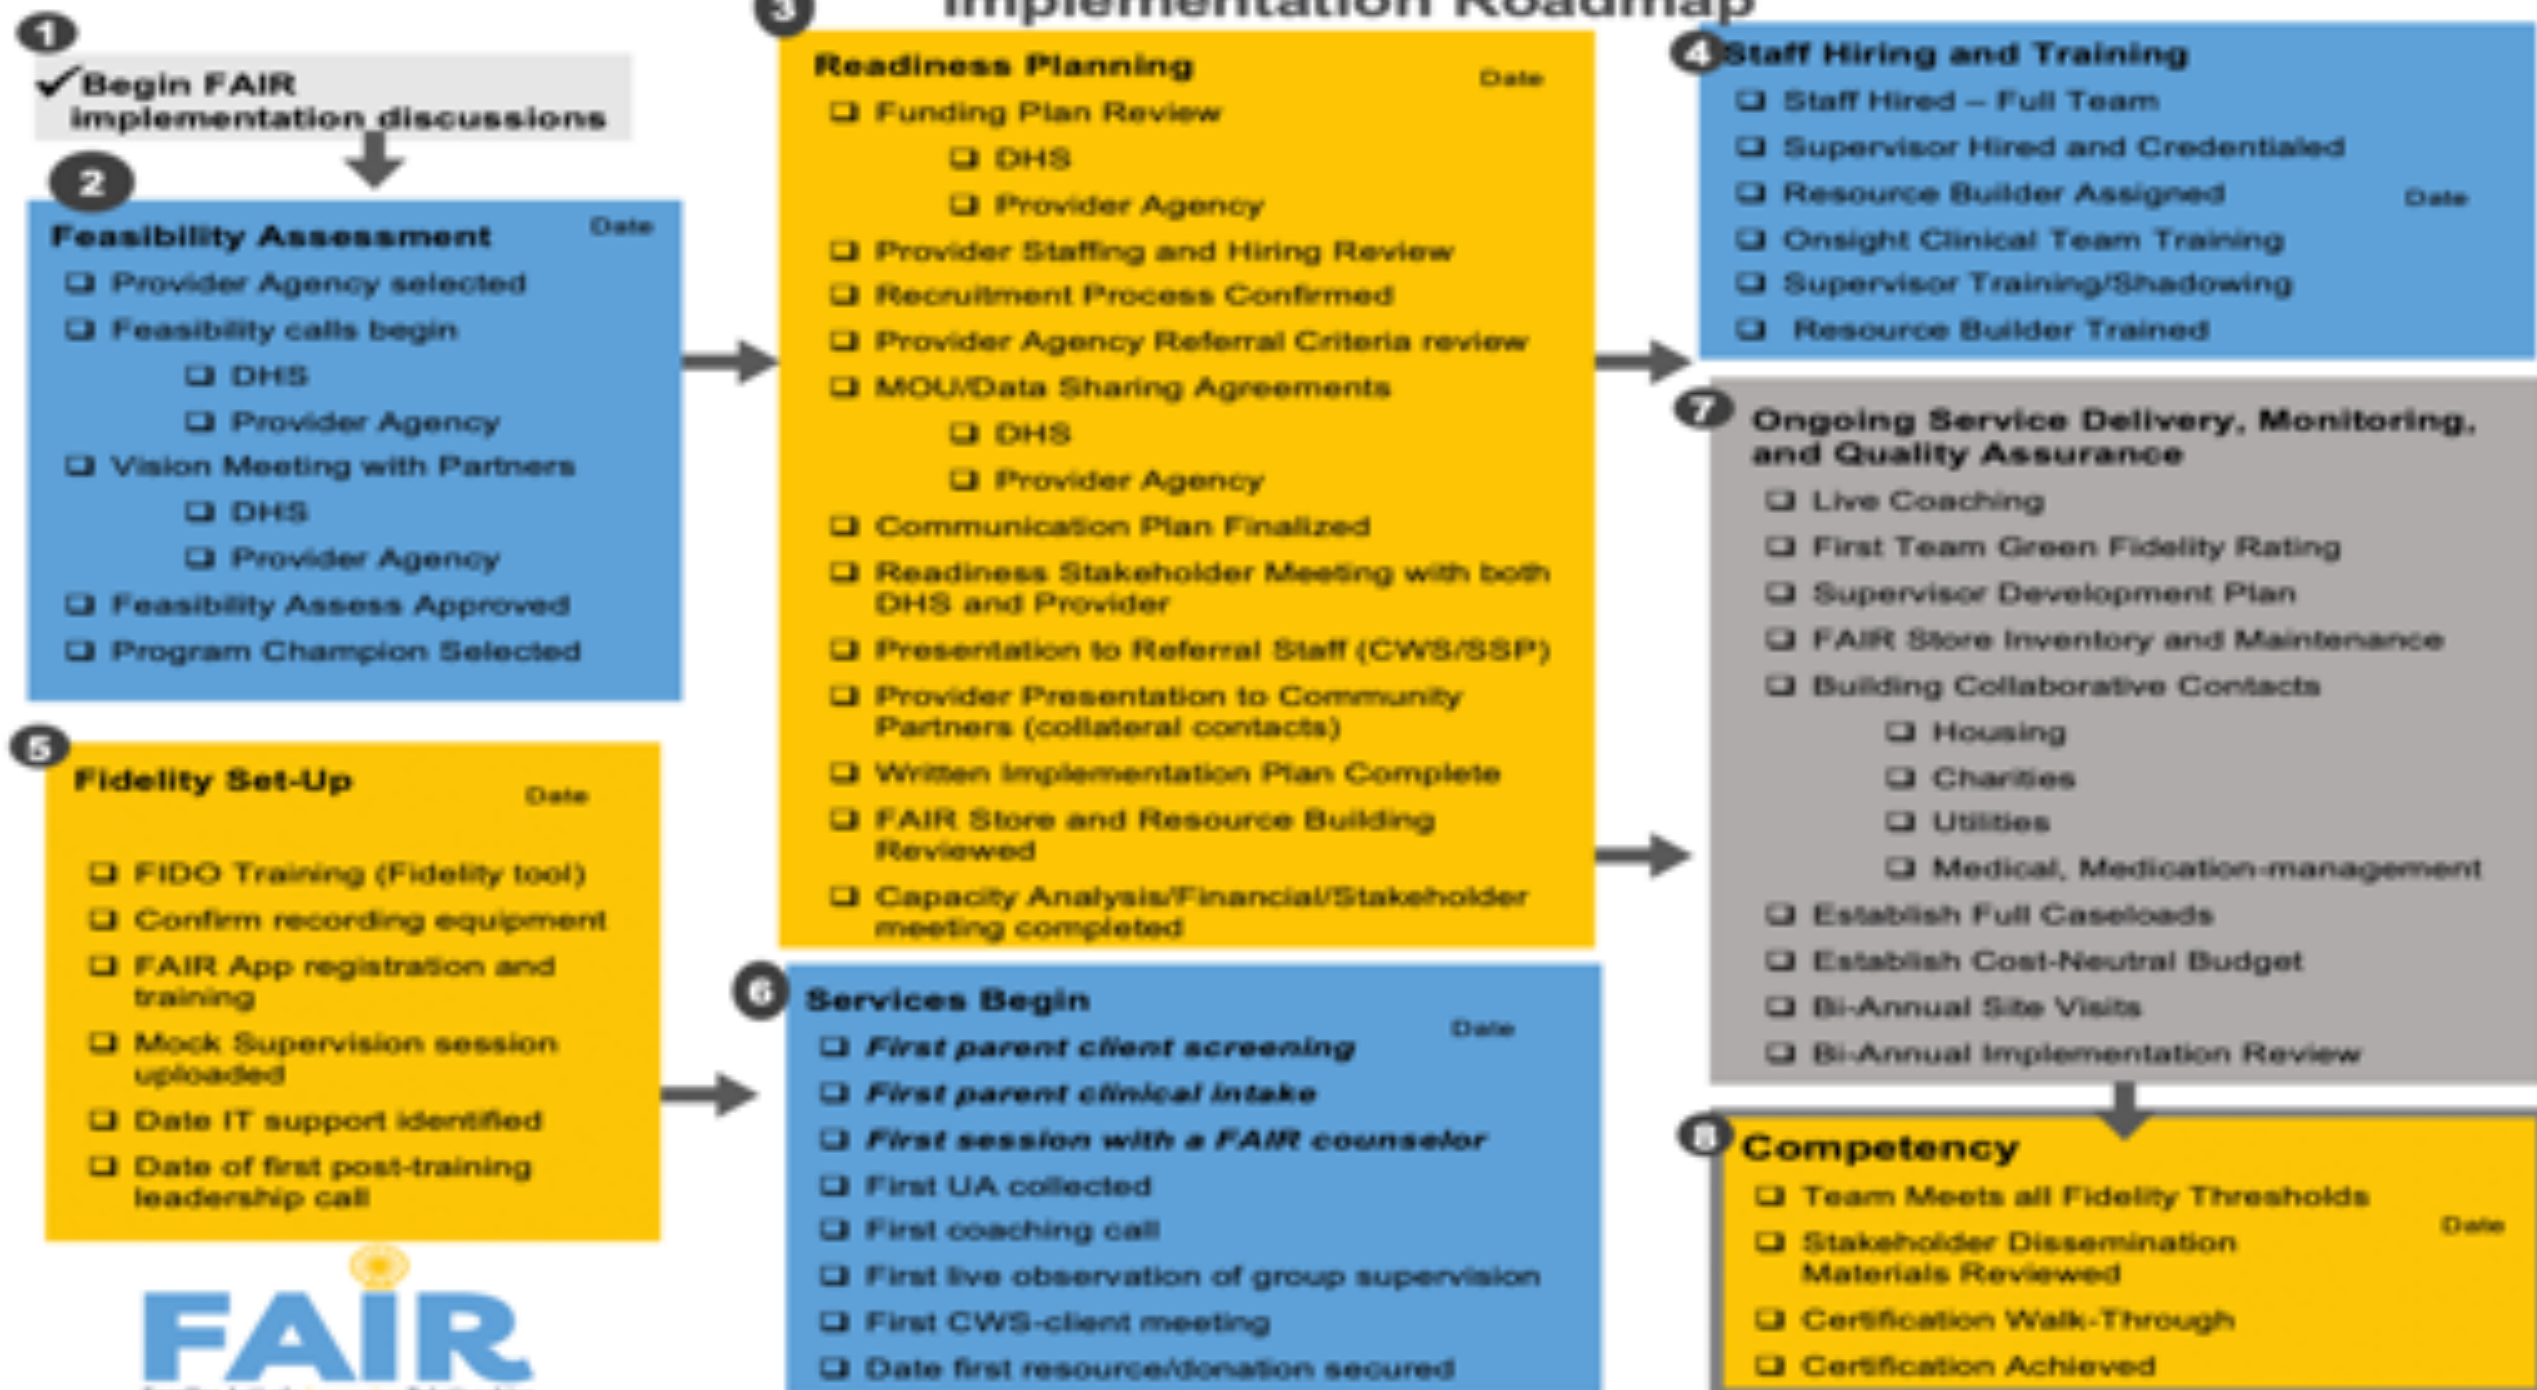 Implementation Roadmap
1
✓Begin FAIR
implementation discussions
2
Feasibility Assessment
Date
❑ Provider Agency selected
❑ Feasibility calls begin
❑ DHS
❑ Provider Agency
❑ Vision Meeting with Partners
❑ DHS
❑ Provider Agency
❑ Feasibility Assess Approved
❑ Program Champion Selected
3
Readiness Planning
Date
❑ Funding Plan Review
❑ DHS
❑ Provider Agency
❑ Provider Staffing and Hiring Review
❑ Recruitment Process Confirmed
❑ Provider Agency Referral Criteria review
❑ MOU/Data Sharing Agreements
❑ DHS
❑ Provider Agency
❑ Communication Plan Finalized
❑ Readiness Stakeholder Meeting with both
DHS and Provider
❑ Presentation to Referral Staff (CWS/SSP)
❑ Provider Presentation to Community
Partners (collateral contacts)
❑ Written Implementation Plan Complete
❑ FAIR Store and Resource Building
Reviewed
❑ Capacity Analysis/Financial/Stakeholder
meeting completed
4
Staff Hiring and Training
❑ Staff Hired – Full Team
❑ Supervisor Hired and Credentialed
❑ Resource Builder Assigned
Date
❑ Onsight Clinical Team Training
❑ Supervisor Training/Shadowing
❑ Resource Builder Trained
5
Fidelity Set-Up
Date
❑ FIDO Training (Fidelity tool)
❑ Confirm recording equipment
❑ FAIR App registration and
training
❑ Mock Supervision session
uploaded
❑ Date IT support identified
❑ Date of first post-training
leadership call
6
Services Begin
Date
❑ First parent client screening
❑ First parent clinical intake
❑ First session with a FAIR counselor
❑ First UA collected
❑ First coaching call
❑ First live observation of group supervision
❑ First CWS-client meeting
❑ Date first resource/donation secured
7
Ongoing Service Delivery, Monitoring,
and Quality Assurance
❑ Live Coaching
❑ First Team Green Fidelity Rating
❑ Supervisor Development Plan
❑ FAIR Store Inventory and Maintenance
❑ Building Collaborative Contacts
❑ Housing
❑ Charities
❑ Utilities
❑ Medical, Medication-management
❑ Establish Full Caseloads
❑ Establish Cost-Neutral Budget
❑ Bi-Annual Site Visits
❑ Bi-Annual Implementation Review
8
Competency
❑ Team Meets all Fidelity Thresholds
Date
❑ Stakeholder Dissemination
Materials Reviewed
❑ Certification Walk-Through
❑ Certification Achieved
FAIR